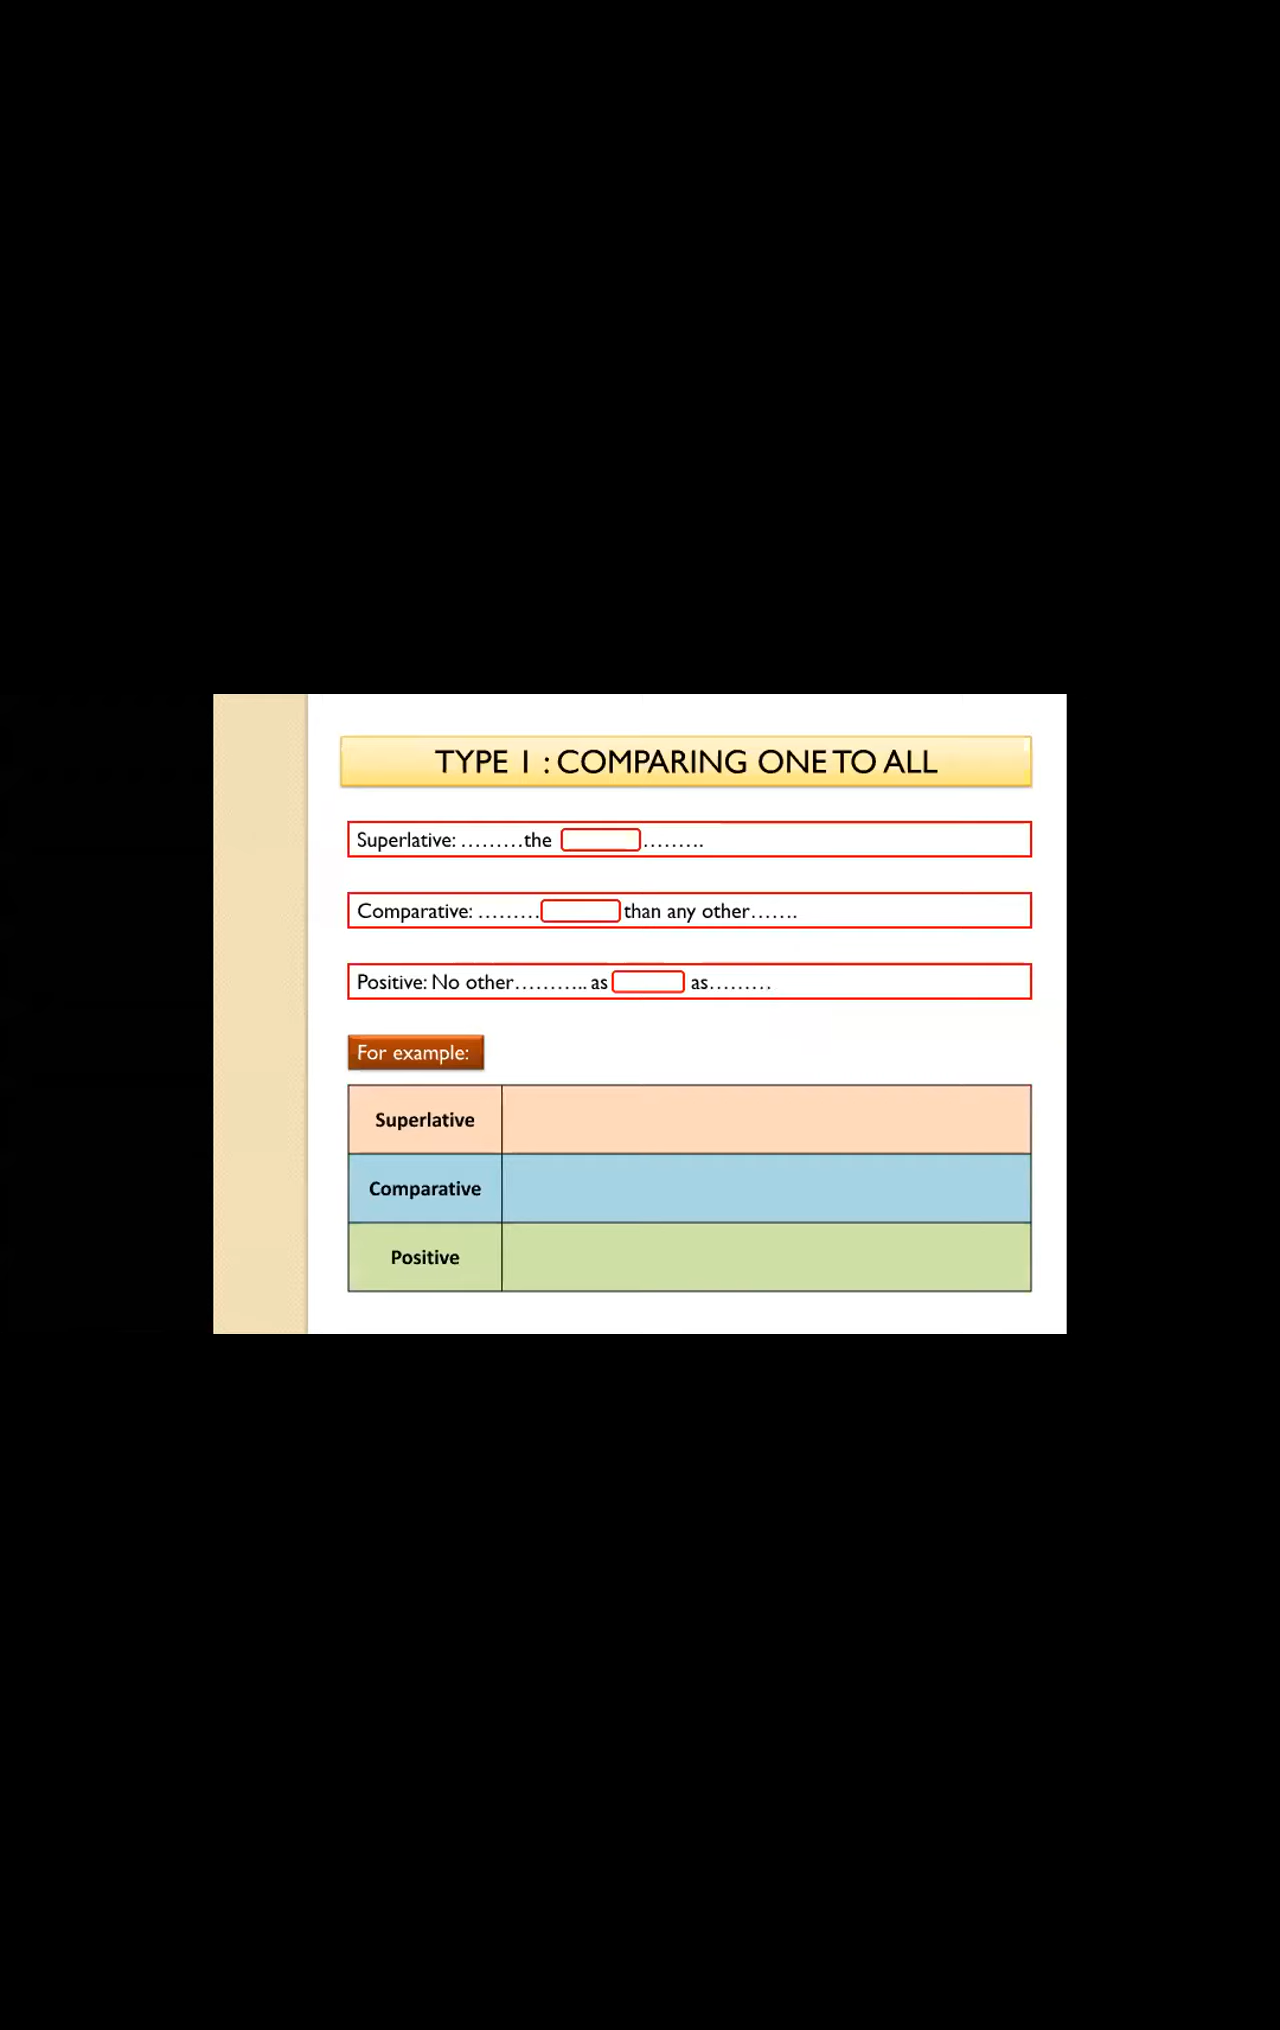 TYPE 1 : COMPARING ONE TO ALL
Superlative: .........the ..........
Comparative: ......... than any other.......
Positive: No other........... as as.........
For example:
Superlative
Comparative
Positive